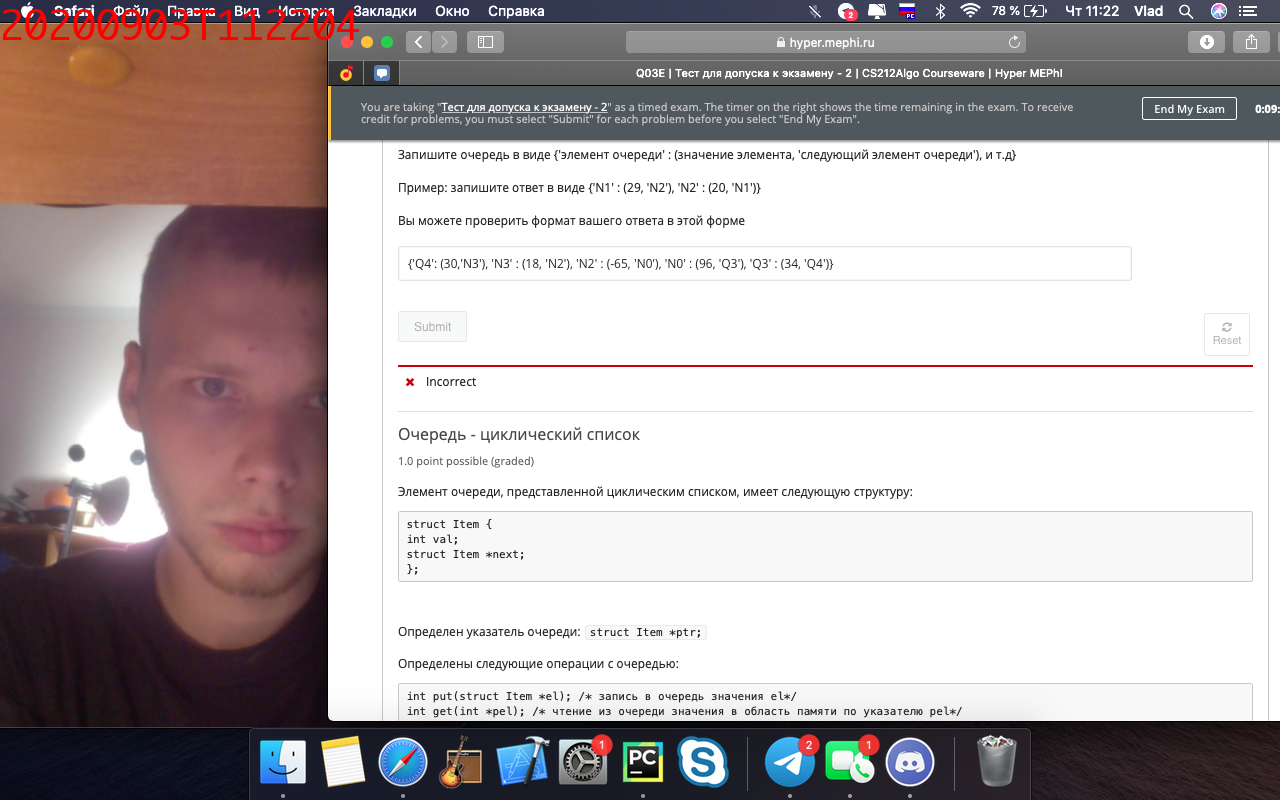 Safari Файл Правка Вид История Закладки Окно Справка
2 РС 78 % Чт 11:22 Vlad
20200903T112204
hyper.mephi.ru
Q03E | Тест для допуска к экзамену - 2 | CS212Algo Courseware | Hyper MEPhI
You are taking "Тест для допуска к экзамену - 2" as a timed exam. The timer on the right shows the time remaining in the exam. To receive
credit for problems, you must select "Submit" for each problem before you select "End My Exam".
End My Exam
0:09:
Запишите очередь в виде {'элемент очереди' : (значение элемента, 'следующий элемент очереди'), и т.д}
Пример: запишите ответ в виде {'N1' : (29, 'N2'), 'N2' : (20, 'N1')}
Вы можете проверить формат вашего ответа в этой форме
{'Q4': (30,'N3'), 'N3' : (18, 'N2'), 'N2' : (-65, 'N0'), 'N0' : (96, 'Q3'), 'Q3' : (34, 'Q4')}
Submit
Reset
Incorrect
Очередь - циклический список
1.0 point possible (graded)
Элемент очереди, представленной циклическим списком, имеет следующую структуру:
struct Item {
int val;
struct Item *next;
};
Определен указатель очереди: struct Item *ptr;
Определены следующие операции с очередью:
int put(struct Item *el); /* запись в очередь значения el*/
int get(int *pel); /* чтение из очереди значения в область памяти по указателю pel*/
1 PC 2 1